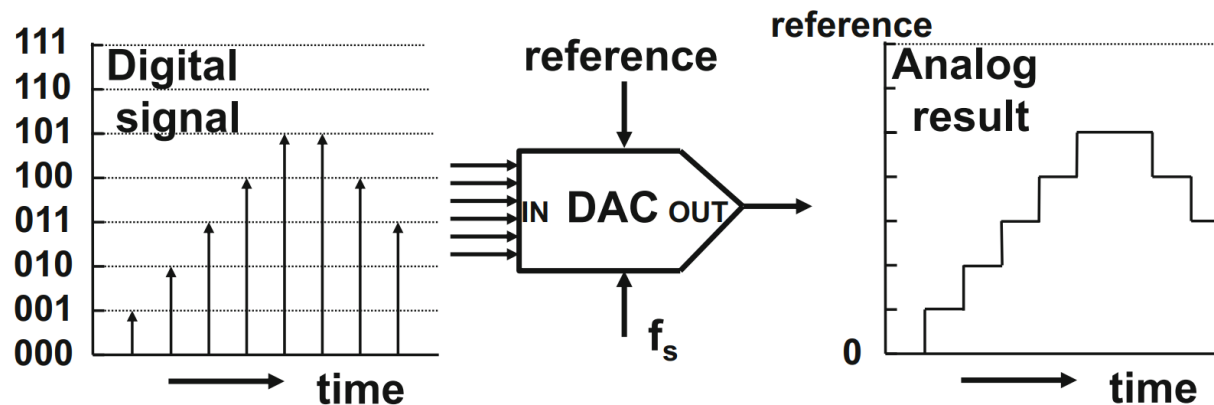 111
110
101
100
011
010
001
000
Digital
signal
time
reference
IN DAC OUT
fs
reference
Analog
result
0
time